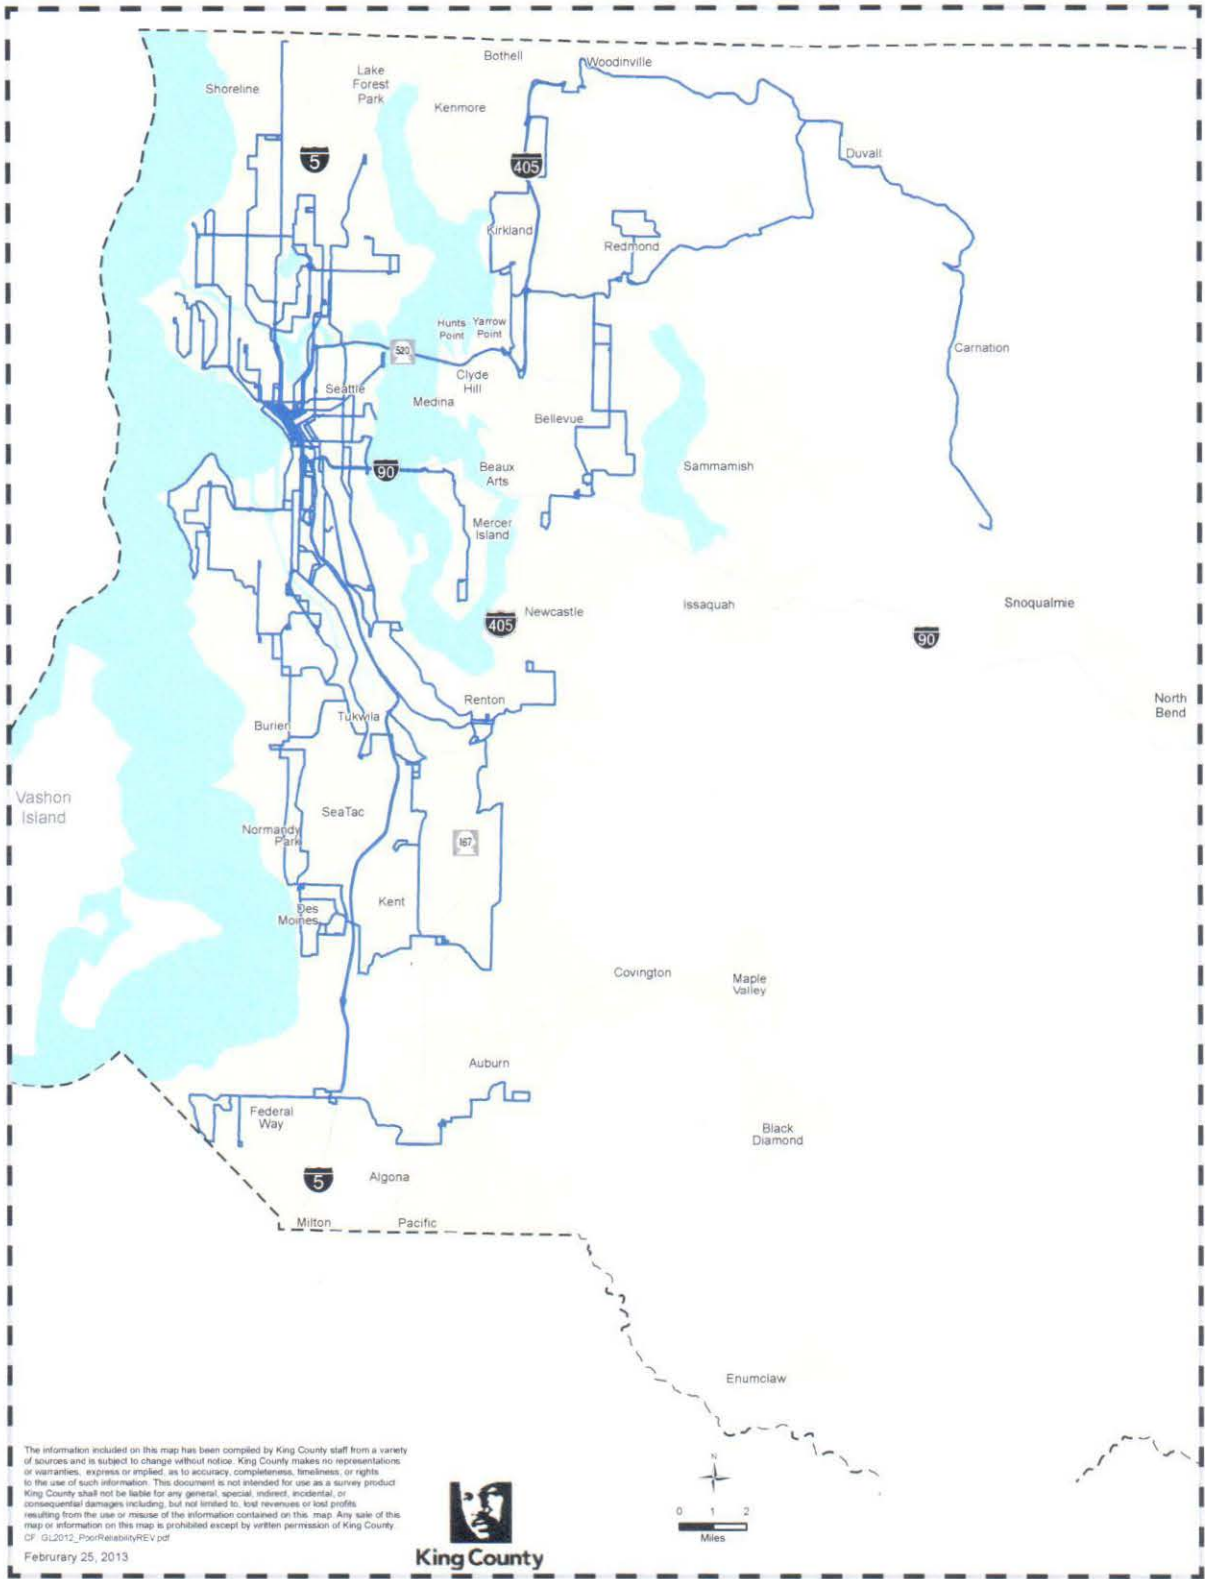 Bothell
Woodinville
Lake
Forest
Park
Shoreline
Kenmore
5
405
Duvall
Kirkland
Redmond
Hunts
Point
Yarrow
Point
520
Carnation
Clyde
Hill
Seattle
Medina
Bellevue
90
Beaux
Arts
Sammamish
Mercer
Island
405
Newcastle
Issaquah
Snoqualmie
90
North
Bend
Renton
Burien
Tukwila
Vashon
Island
SeaTac
Normandy
Park
167
Kent
Des
Moines
Covington
Maple
Valley
Auburn
Federal
Way
Black
Diamond
5
Algona
Milton
Pacific
Enumclaw
The information included on this map has been compiled by King County staff from a variety
of sources and is subject to change without notice. King County makes no representations
or warranties, express or implied, as to accuracy, completeness, timeliness, or rights
to the use of such information. This document is not intended for use as a survey product
King County shall not be liable for any general, special, indirect, incidental, or
consequential damages including, but not limited to, lost revenues or lost profits
resulting from the use or misuse of the information contained on this map. Any sale of this
map or information on this map is prohibited except by written permission of King County
CF: GL2012_PoorReliabilityREV.pdf
Februrary 25, 2013
King County
N
0 1 2
Miles